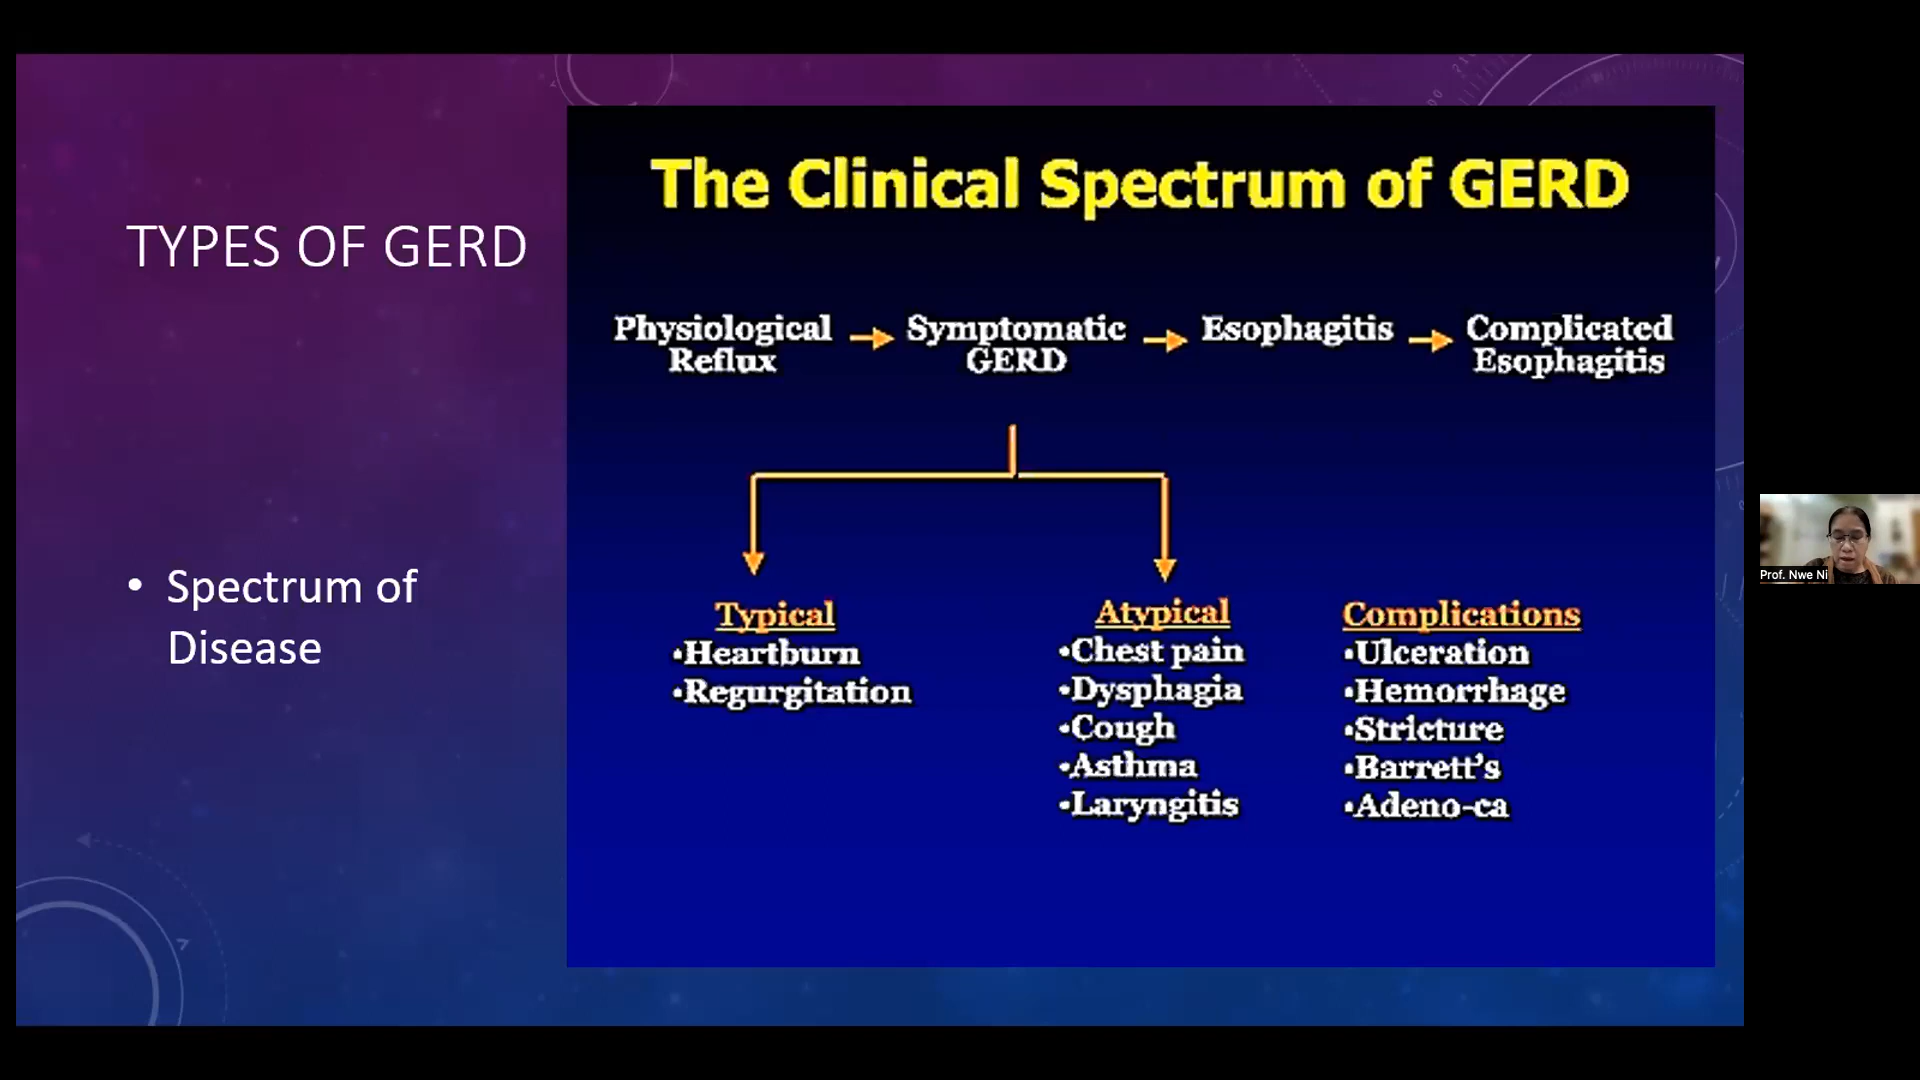 TYPES OF GERD
• Spectrum of
Disease
The Clinical Spectrum of GERD
Physiological
Reflux
Symptomatic
GERD
Esophagitis
Complicated
Esophagitis
Typical
•Heartburn
•Regurgitation
Atypical
•Chest pain
•Dysphagia
•Cough
•Asthma
•Laryngitis
Complications
•Ulceration
•Hemorrhage
•Stricture
•Barrett's
•Adeno-ca
Prof. Nwe Ni